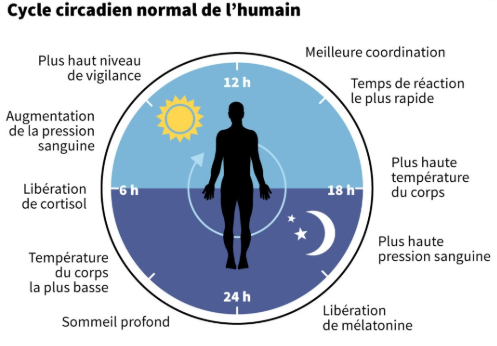 Cycle circadien normal de l’humain
Meilleure coordination
Plus haut niveau
de vigilance
12 h
Temps de réaction
le plus rapide
Augmentation
de la pression
sanguine
Plus haute
température
du corps
Libération
de cortisol
6 h
18 h
Plus haute
pression sanguine
Température
du corps
la plus basse
24 h
Sommeil profond
Libération
de mélatonine